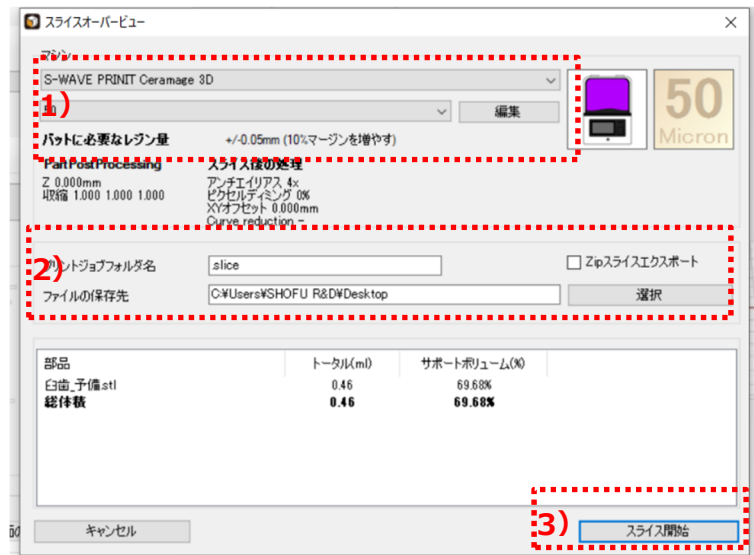 スライスオーバービュー
マシン
S-WAVE PRINIT Ceramage 3D
1)
50
編集
50
Micron
バットに必要なレジン量 +/-0.05mm (10%マージンを増やす)
PartPostProcessing スライス後の処理
Z 0.000mm アンチエイリアス 4x
収縮 1.000 1.000 1.000 ピクセルディミング 0%
XYオフセット 0.000mm
Curve reduction -
2)
プリントジョブフォルダ名 .slice Zipスライスエクスポート
ファイルの保存先 C:¥Users¥SHOFU R&D¥Desktop 選択
部品 トータル(ml) サポートボリューム(%)
臼歯_予備.stl 0.46 69.68%
総体積 0.46 69.68%
キャンセル
3)
スライス開始